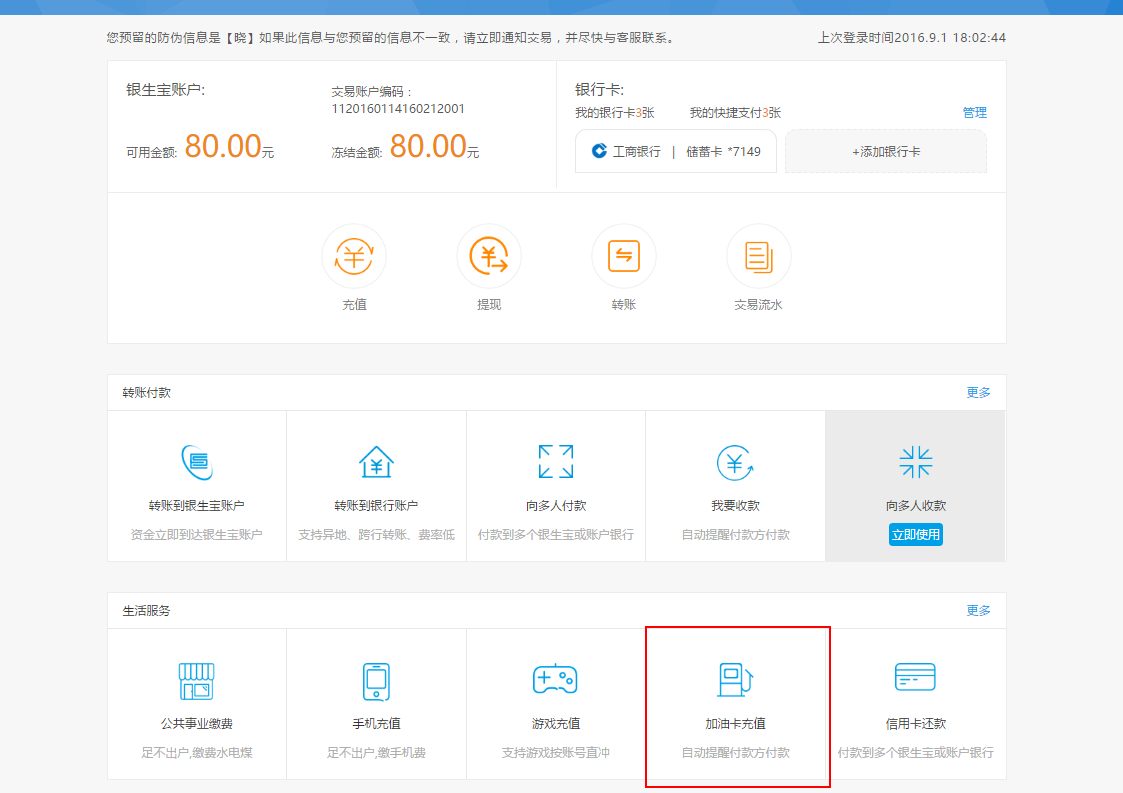 您预留的防伪信息是【晓】如果此信息与您预留的信息不一致，请立即通知交易，并尽快与客服联系。
上次登录时间2016.9.1 18:02:44
银生宝账户:
交易账户编码：
1120160114160212001
可用金额: 80.00元
冻结金额: 80.00元
银行卡:
我的银行卡3张
我的快捷支付3张
管理
工商银行 | 储蓄卡 *7149
+添加银行卡
充值
提现
转账
交易流水
转账付款
更多
转账到银生宝账户
资金立即到达银生宝账户
转账到银行账户
支持异地、跨行转账、费率低
向多人付款
付款到多个银生宝或账户银行
我要收款
自动提醒付款方付款
向多人收款
立即使用
生活服务
更多
公共事业缴费
足不出户,缴费水电煤
手机充值
足不出户,缴手机费
游戏充值
支持游戏按账号直冲
加油卡充值
自动提醒付款方付款
信用卡还款
付款到多个银生宝或账户银行